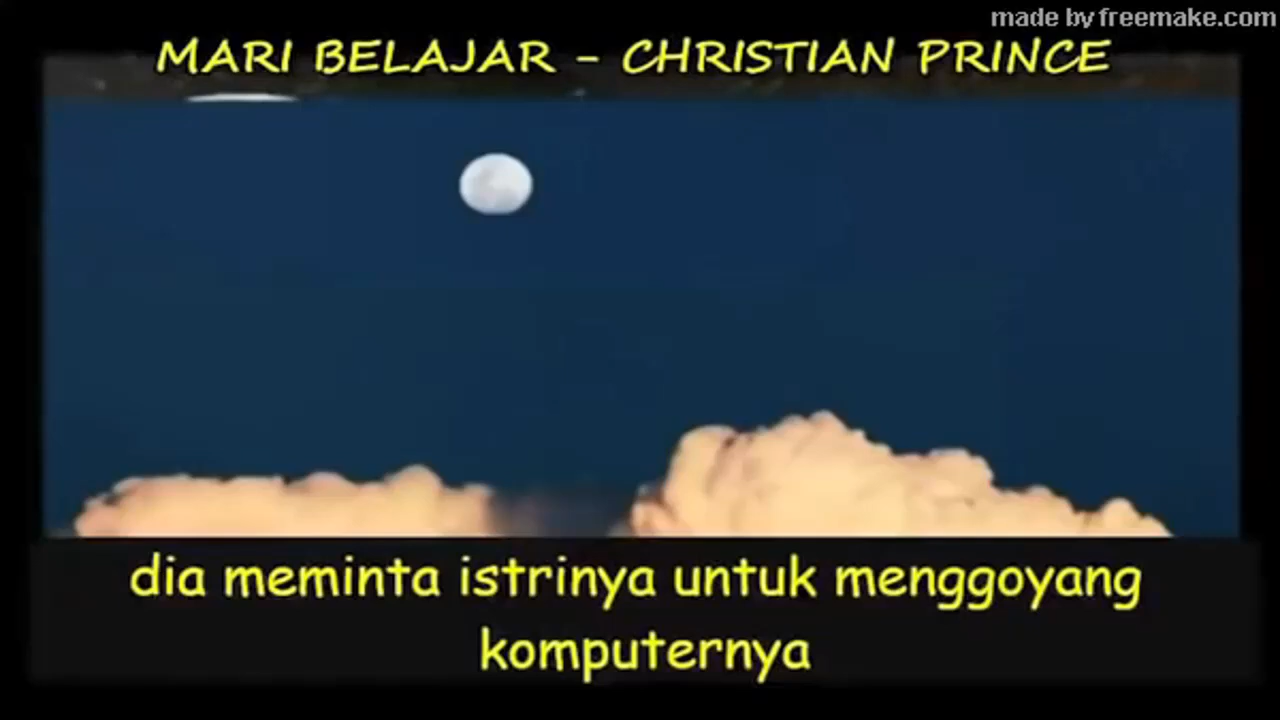 made by freemake.com
MARI BELAJAR – CHRISTIAN PRINCE
dia meminta istrinya untuk menggoyang
komputernya